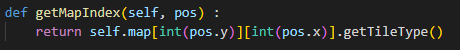 def getMapIndex(self, pos) :
    return self.map[int(pos.y)][int(pos.x)].getTileType()